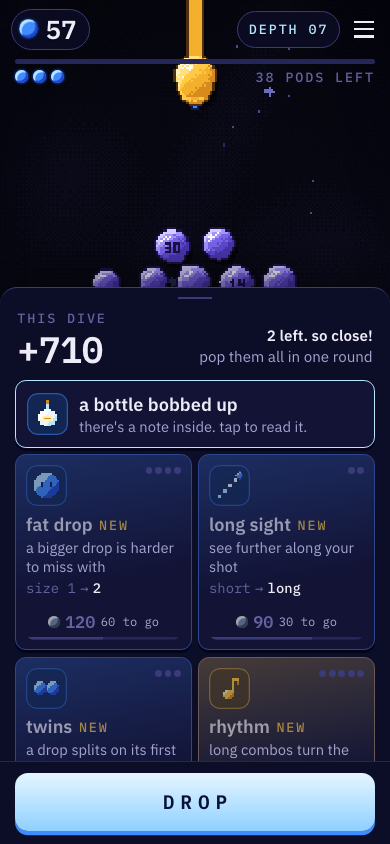 57
DEPTH 07
38 PODS LEFT
30
14
THIS DIVE
+710
2 left. so close!
pop them all in one round
a bottle bobbed up
there's a note inside. tap to read it.
fat drop NEW
a bigger drop is harder
to miss with
size 1 → 2
120 60 to go
long sight NEW
see further along your
shot
short → long
90 30 to go
twins NEW
a drop splits on its first
rhythm NEW
long combos turn the
DROP